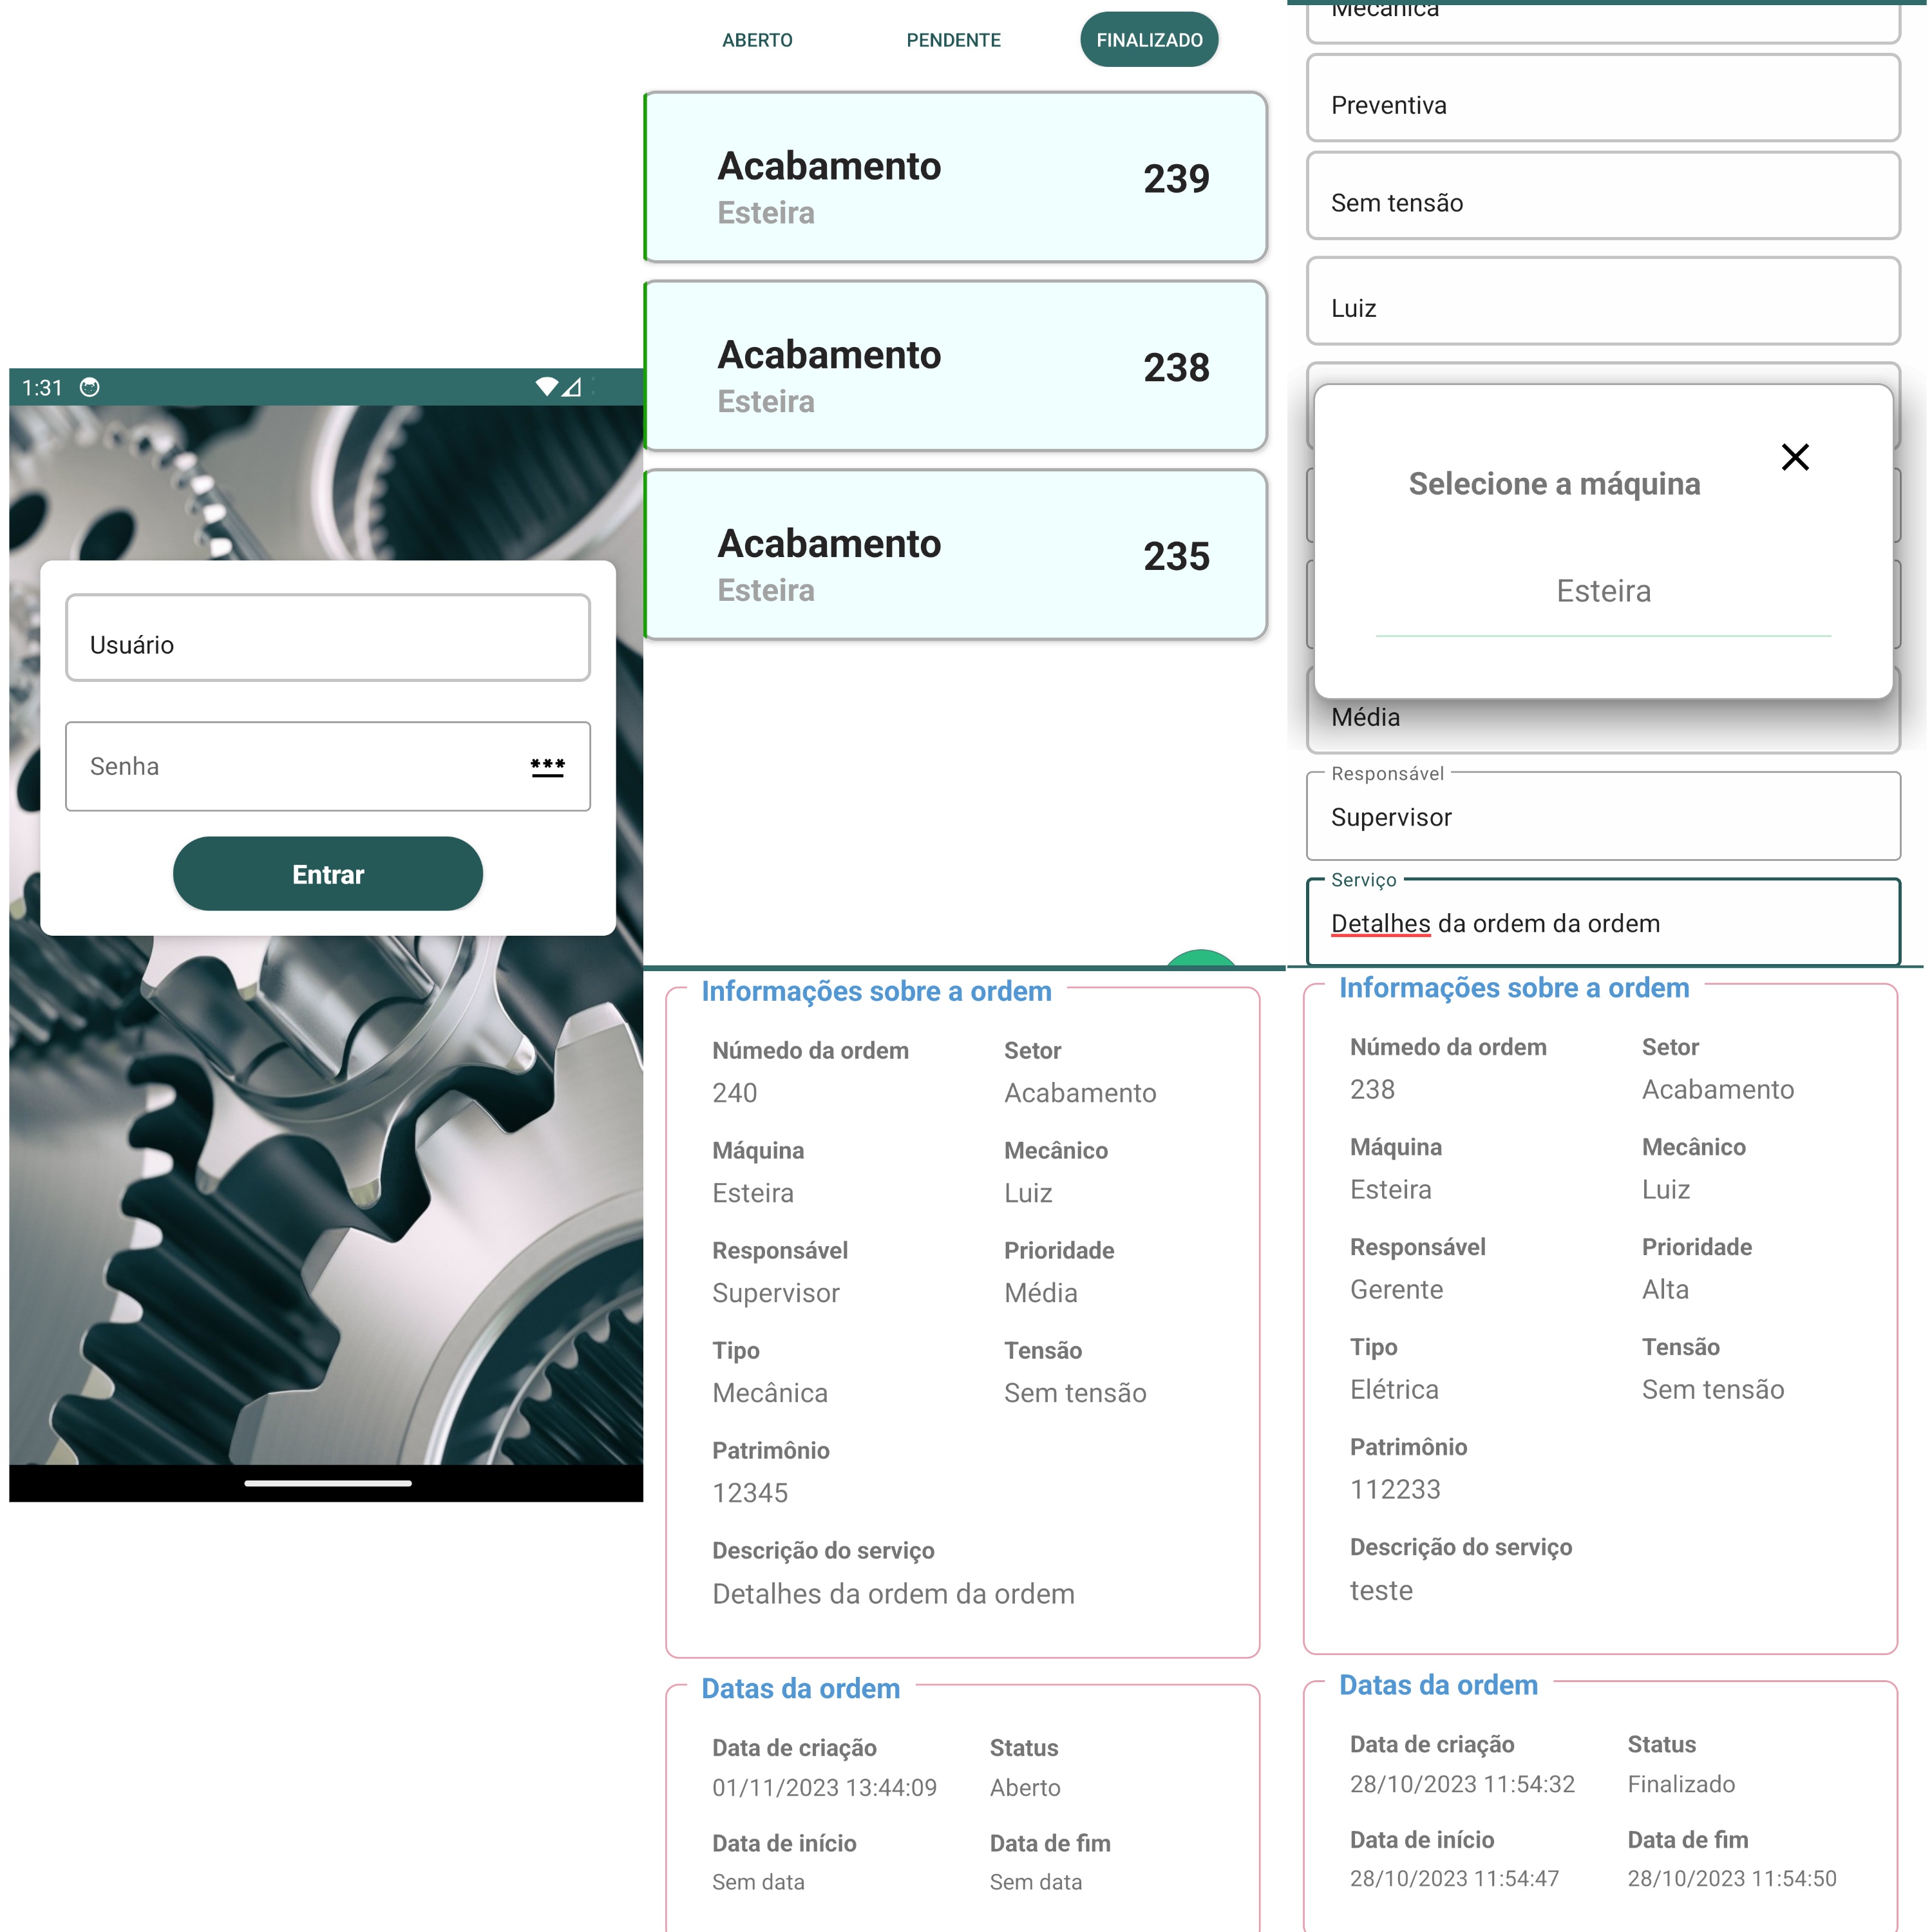 1:31
Usuário
Senha
***
Entrar
ABERTO PENDENTE FINALIZADO
Acabamento 239
Esteira
Acabamento 238
Esteira
Acabamento 235
Esteira
Mecânica
Preventiva
Sem tensão
Luiz
Selecione a máquina
Esteira
Média
Responsável
Supervisor
Serviço
Detalhes da ordem da ordem
Informações sobre a ordem
Númedo da ordem Setor
240 Acabamento
Máquina Mecânico
Esteira Luiz
Responsável Prioridade
Supervisor Média
Tipo Tensão
Mecânica Sem tensão
Patrimônio
12345
Descrição do serviço
Detalhes da ordem da ordem
Datas da ordem
Data de criação Status
01/11/2023 13:44:09 Aberto
Data de início Data de fim
Sem data Sem data
Informações sobre a ordem
Númedo da ordem Setor
238 Acabamento
Máquina Mecânico
Esteira Luiz
Responsável Prioridade
Gerente Alta
Tipo Tensão
Elétrica Sem tensão
Patrimônio
112233
Descrição do serviço
teste
Datas da ordem
Data de criação Status
28/10/2023 11:54:32 Finalizado
Data de início Data de fim
28/10/2023 11:54:47 28/10/2023 11:54:50